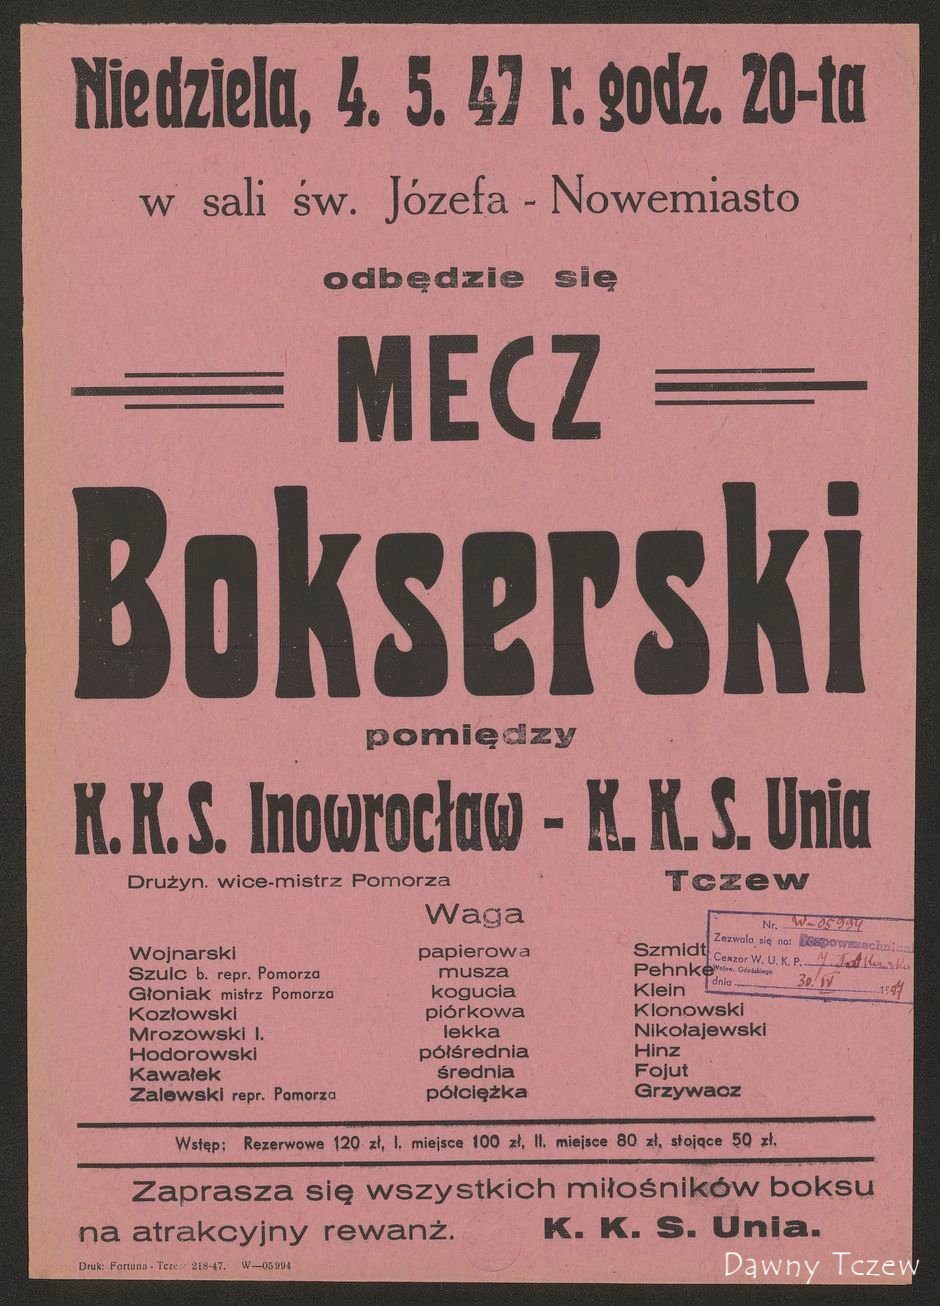 Niedziela, 4. 5. 47 r. godz. 20-ta
w sali św. Józefa - Nowemiasto
odbędzie się
MECZ
Bokserski
pomiędzy
K. K. S. Inowrocław - K. K. S. Unia
Drużyn. wice-mistrz Pomorza Tczew
Waga
Nr. W-05994
Zezwala się na: Rozpowszechnian
Cenzor W. U. K. P.
Wojew. Gdańskiego
dnia 30. IV 1947
Wojnarski papierowa Szmidt
Szulc b. repr. Pomorza musza Pehnke
Głoniak mistrz Pomorza kogucia Klein
Kozłowski piórkowa Klonowski
Mrozowski I. lekka Nikołajewski
Hodorowski półśrednia Hinz
Kawałek średnia Fojut
Zalewski repr. Pomorza półciężka Grzywacz
Wstęp: Rezerwowe 120 zł, I. miejsce 100 zł, II. miejsce 80 zł, stojące 50 zł.
Zaprasza się wszystkich miłośników boksu
na atrakcyjny rewanż. K. K. S. Unia.
Druk: Fortuna - Tczew 218-47. W—05994
Dawny Tczew